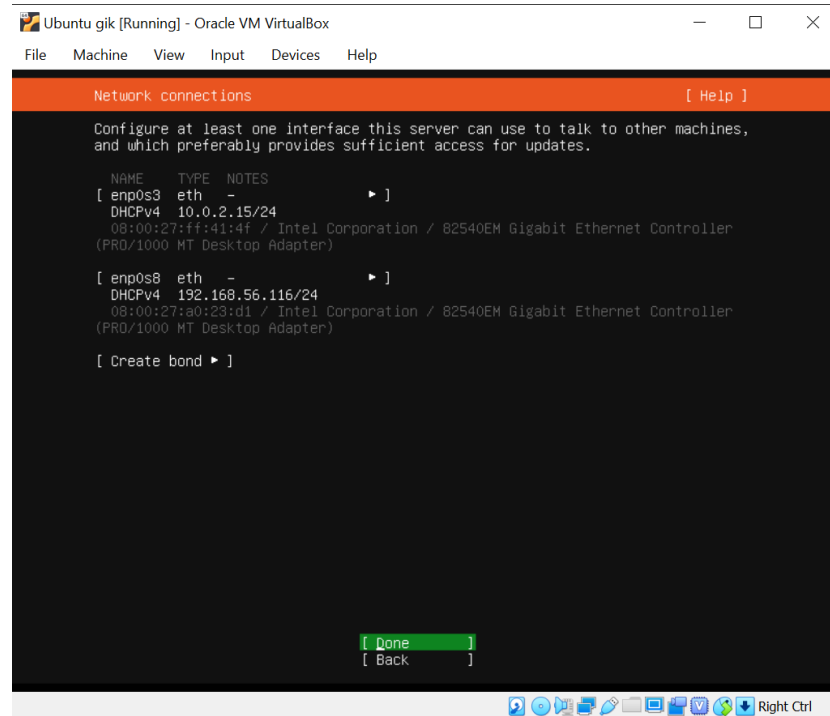 Ubuntu gik [Running] - Oracle VM VirtualBox
File Machine View Input Devices Help
Network connections [ Help ]
Configure at least one interface this server can use to talk to other machines,
and which preferably provides sufficient access for updates.
NAME TYPE NOTES
[ enp0s3 eth - ▸ ]
DHCPv4 10.0.2.15/24
08:00:27:ff:41:4f / Intel Corporation / 82540EM Gigabit Ethernet Controller
(PRO/1000 MT Desktop Adapter)
[ enp0s8 eth - ▸ ]
DHCPv4 192.168.56.116/24
08:00:27:a0:23:d1 / Intel Corporation / 82540EM Gigabit Ethernet Controller
(PRO/1000 MT Desktop Adapter)
[ Create bond ▸ ]
[ Done ]
[ Back ]
Right Ctrl